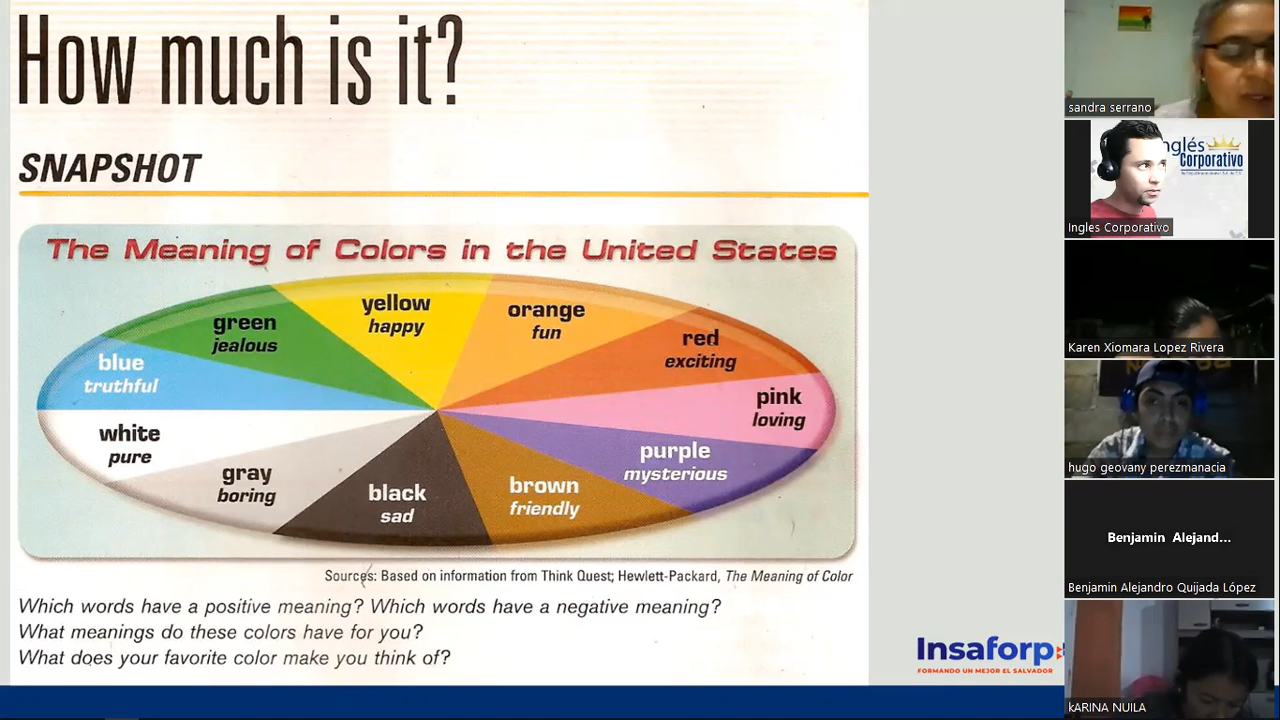 How much is it?
SNAPSHOT
The Meaning of Colors in the United States
yellow
happy
orange
fun
green
jealous
red
exciting
blue
truthful
pink
loving
white
pure
purple
mysterious
gray
boring
black
sad
brown
friendly
Sources: Based on information from Think Quest; Hewlett-Packard, The Meaning of Color
Which words have a positive meaning? Which words have a negative meaning?
What meanings do these colors have for you?
What does your favorite color make you think of?
Insaforp
FORMANDO UN MEJOR EL SALVADOR
sandra serrano
Inglés
Corporativo
Ingles Corporativo
Karen Xiomara Lopez Rivera
hugo geovany perezmanacia
Benjamin Alejand...
Benjamin Alejandro Quijada López
kARINA NUILA